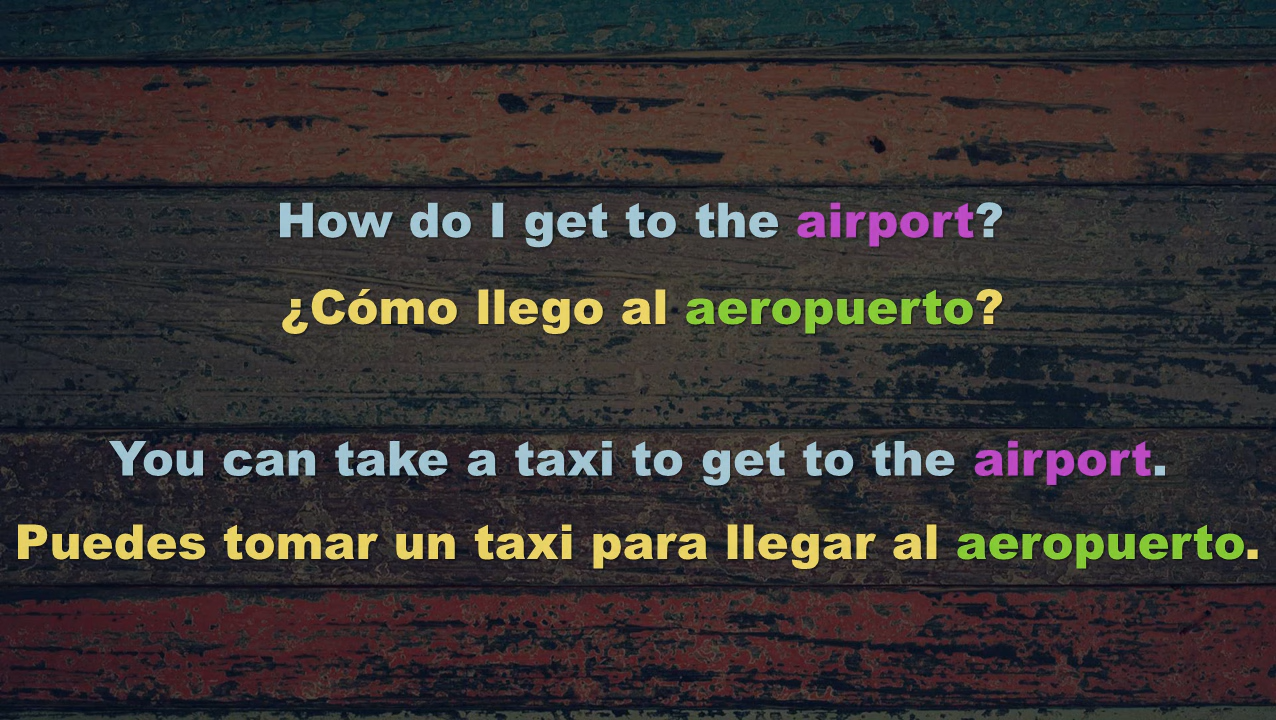 How do I get to the airport?
¿Cómo llego al aeropuerto?
You can take a taxi to get to the airport.
Puedes tomar un taxi para llegar al aeropuerto.